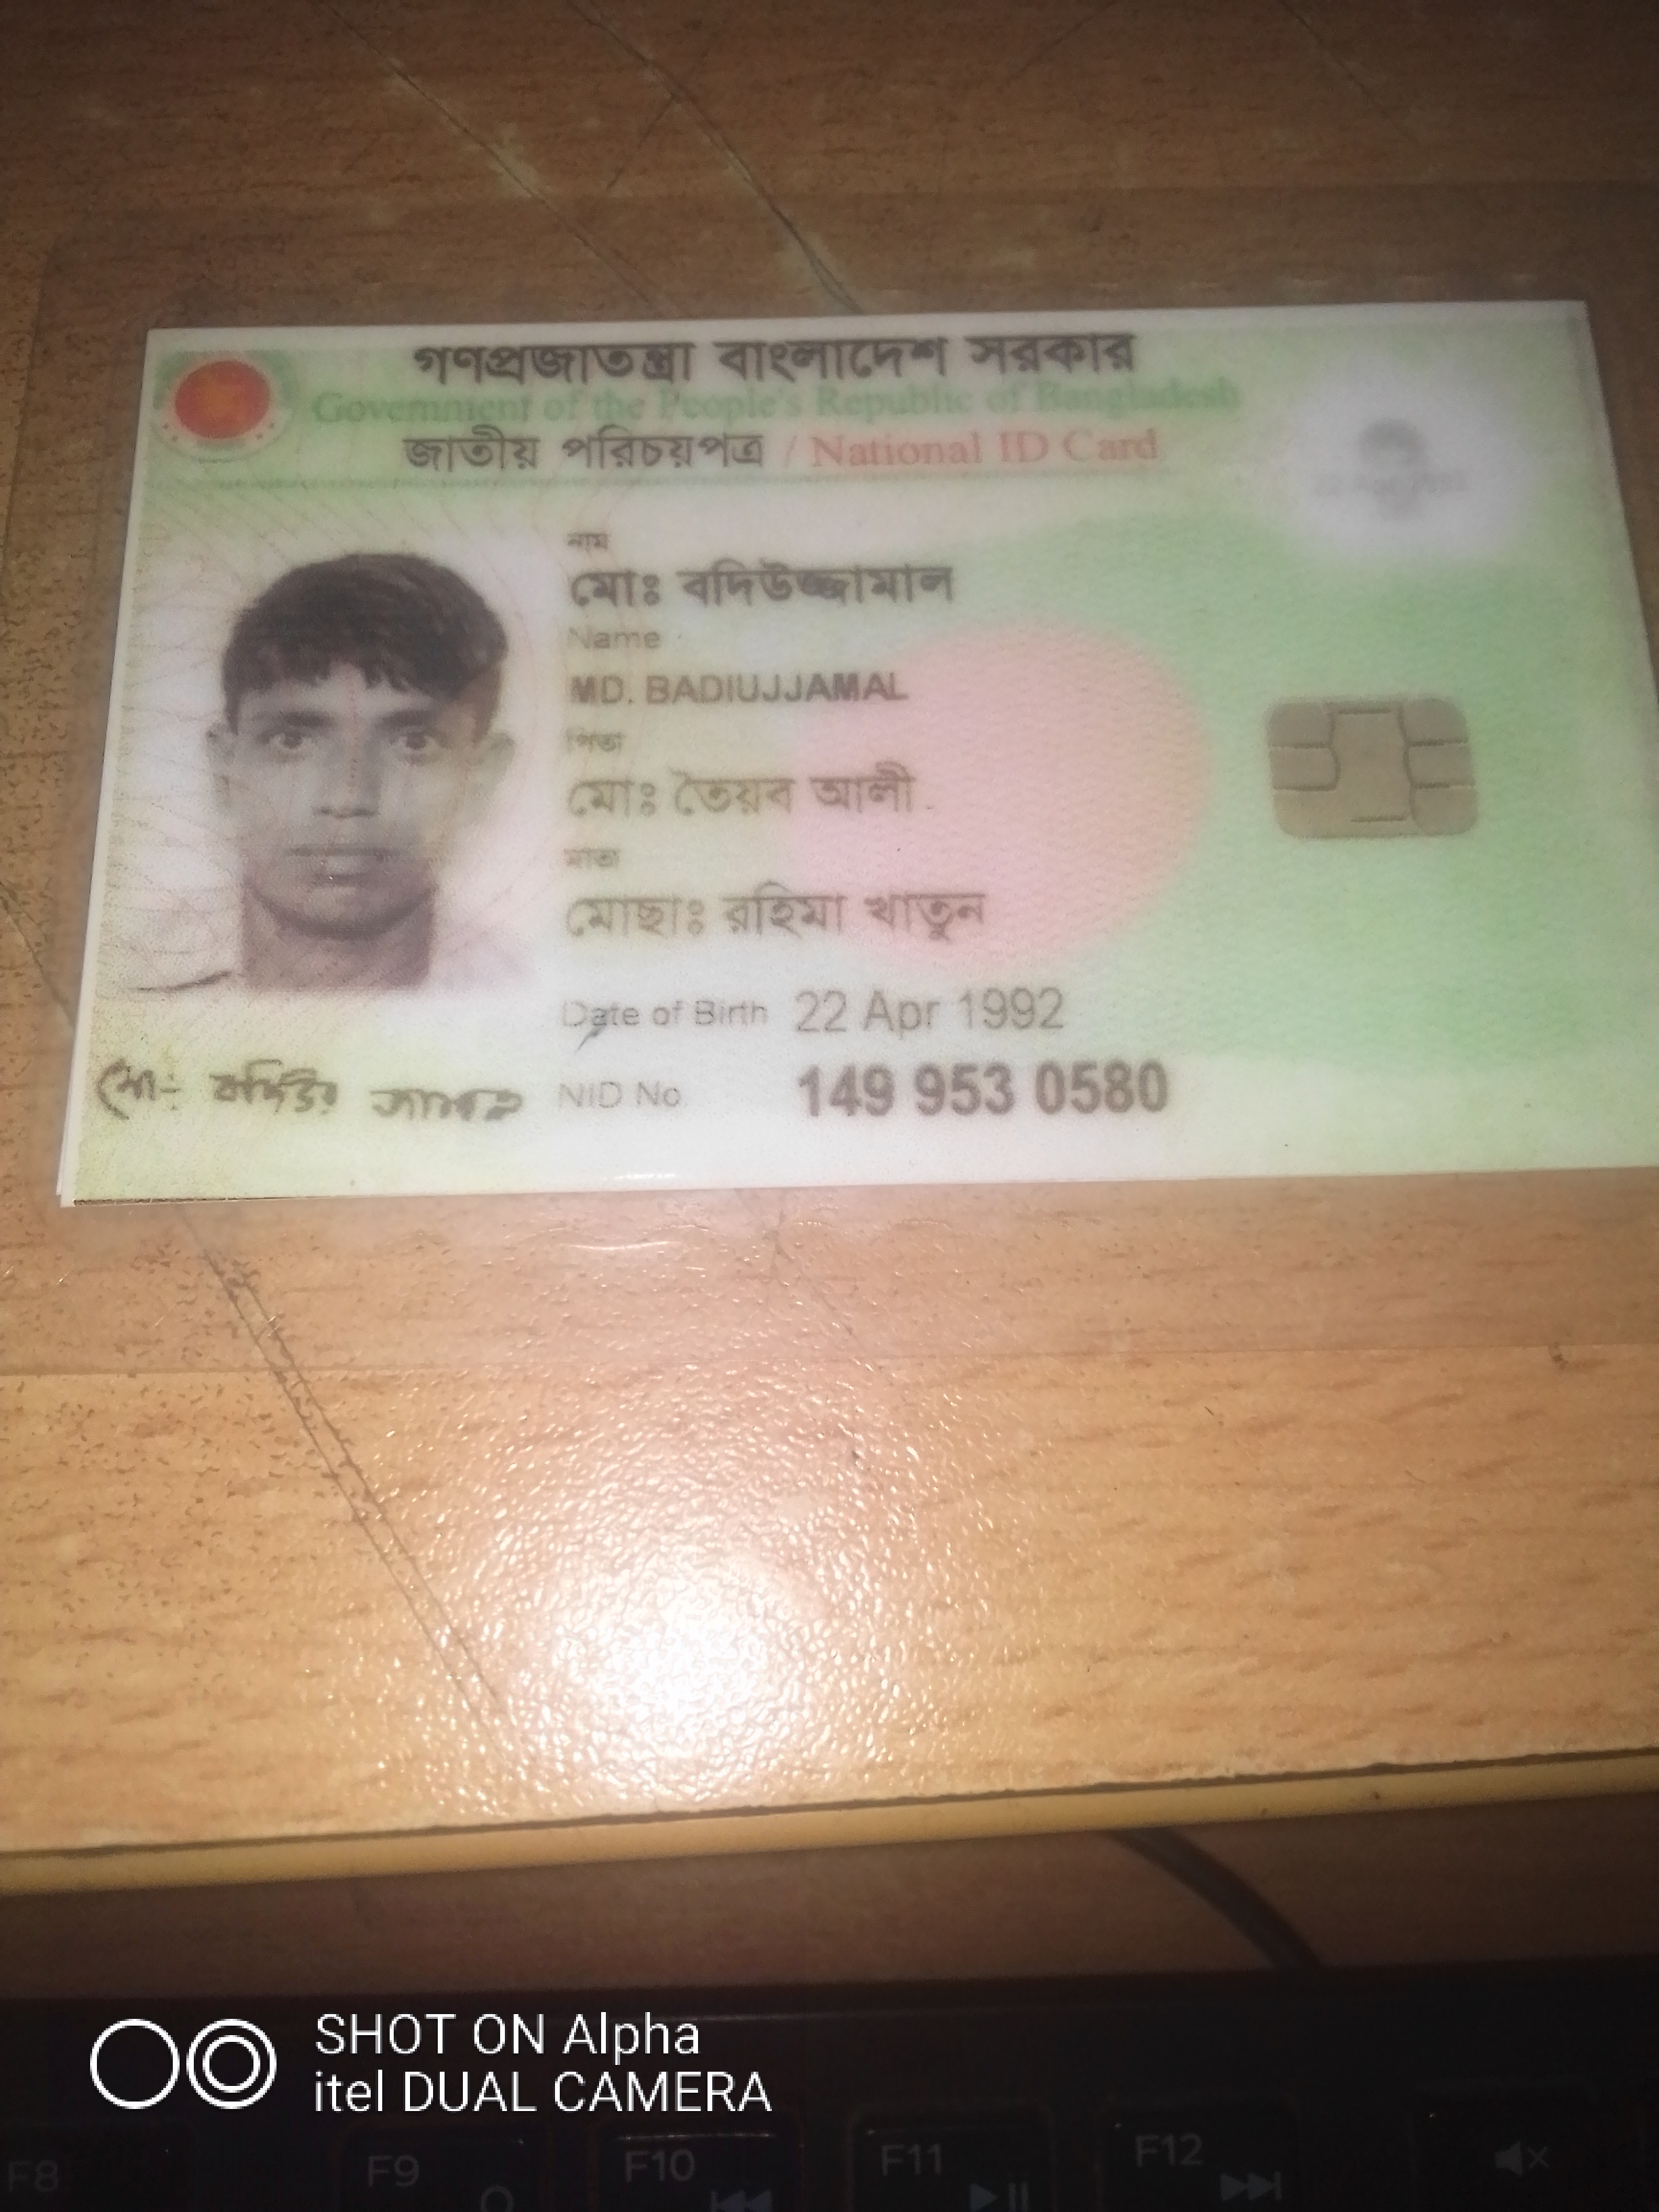 গণপ্রজাতন্ত্রী বাংলাদেশ সরকার
Government of the People's Republic of Bangladesh
জাতীয় পরিচয়পত্র / National ID Card
নাম
মোঃ বদিউজ্জামাল
Name
MD. BADIUJJAMAL
পিতা
মোঃ তৈয়ব আলী
মাতা
মোছাঃ রহিমা খাতুন
Date of Birth 22 Apr 1992
NID No. 149 953 0580
SHOT ON Alpha
itel DUAL CAMERA
F8 F9 F10 F11 F12